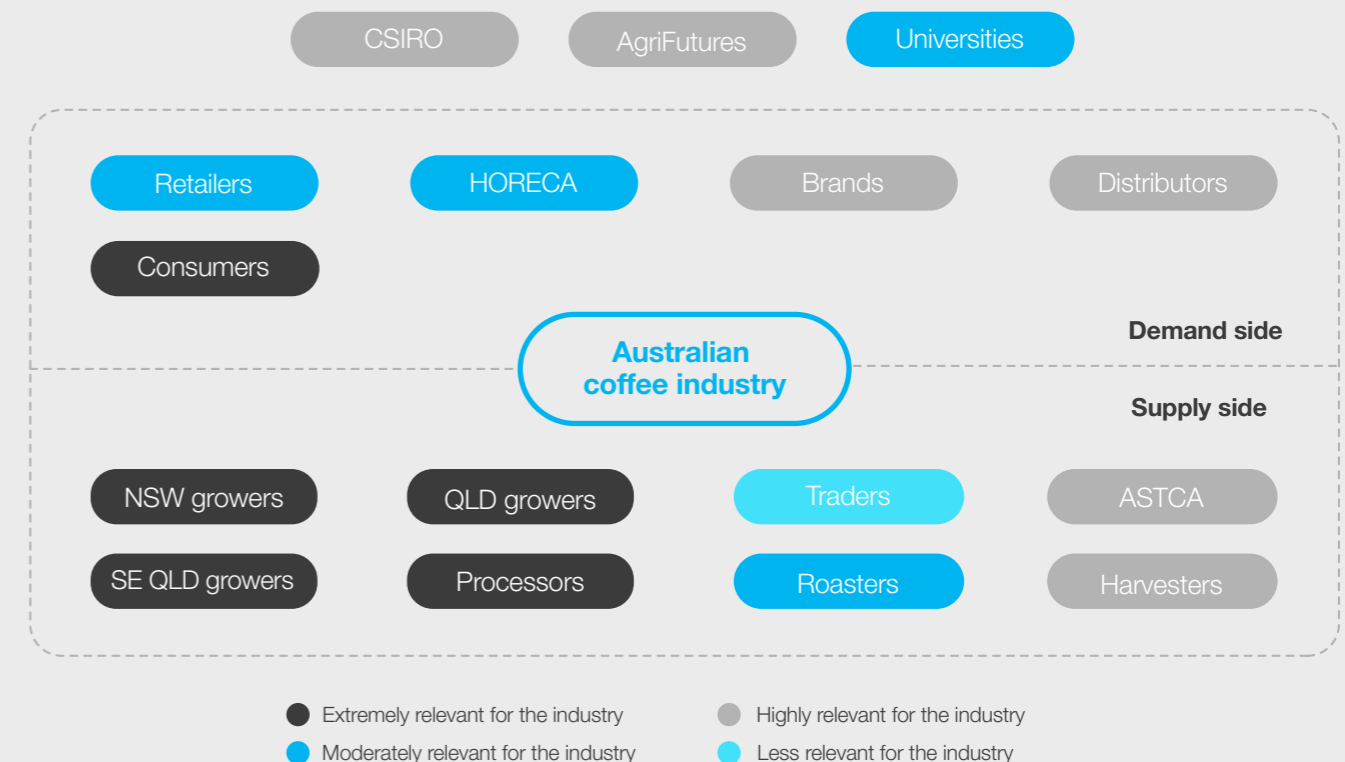 CSIRO
AgriFutures
Universities
Retailers
HORECA
Brands
Distributors
Consumers
Demand side
Australian
coffee industry
Supply side
NSW growers
QLD growers
Traders
ASTCA
SE QLD growers
Processors
Roasters
Harvesters
Extremely relevant for the industry
Highly relevant for the industry
Moderately relevant for the industry
Less relevant for the industry